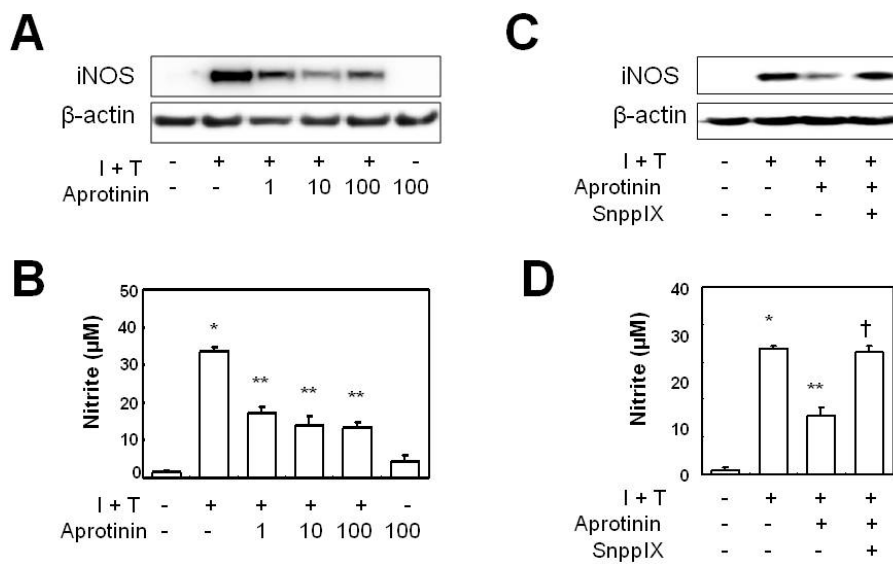 A
iNOS
β-actin
I + T - + + + + -
Aprotinin - - 1 10 100 100
C
iNOS
β-actin
I + T - + + +
Aprotinin - - + +
SnppIX - - - +
B
Nitrite (µM)
50
40
30
20
10
0
* ** ** **
I + T - + + + + -
Aprotinin - - 1 10 100 100
D
Nitrite (µM)
40
30
20
10
0
* ** †
I + T - + + +
Aprotinin - - + +
SnppIX - - - +